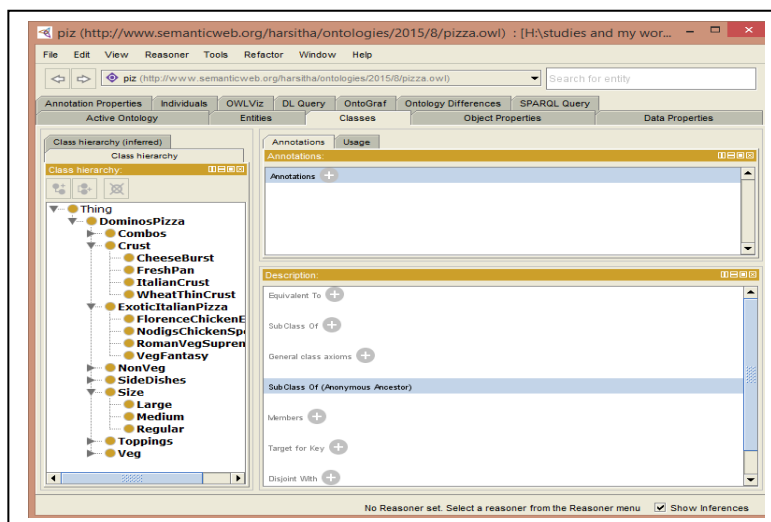 piz (http://www.semanticweb.org/harsitha/ontologies/2015/8/pizza.owl) : [H:\studies and my wor...
File Edit View Reasoner Tools Refactor Window Help
piz (http://www.semanticweb.org/harsitha/ontologies/2015/8/pizza.owl)
Search for entity
Annotation Properties Individuals OWLViz DL Query OntoGraf Ontology Differences SPARQL Query
Active Ontology Entities Classes Object Properties Data Properties
Class hierarchy (inferred)
Class hierarchy
Class hierarchy:
Thing
DominosPizza
Combos
Crust
CheeseBurst
FreshPan
ItalianCrust
WheatThinCrust
ExoticItalianPizza
FlorenceChickenE
NodigsChickenSpe
RomanVegSuprem
VegFantasy
NonVeg
SideDishes
Size
Large
Medium
Regular
Toppings
Veg
Annotations Usage
Annotations:
Annotations
Description:
Equivalent To
SubClass Of
General class axioms
SubClass Of (Anonymous Ancestor)
Members
Target for Key
Disjoint With
No Reasoner set. Select a reasoner from the Reasoner menu Show Inferences